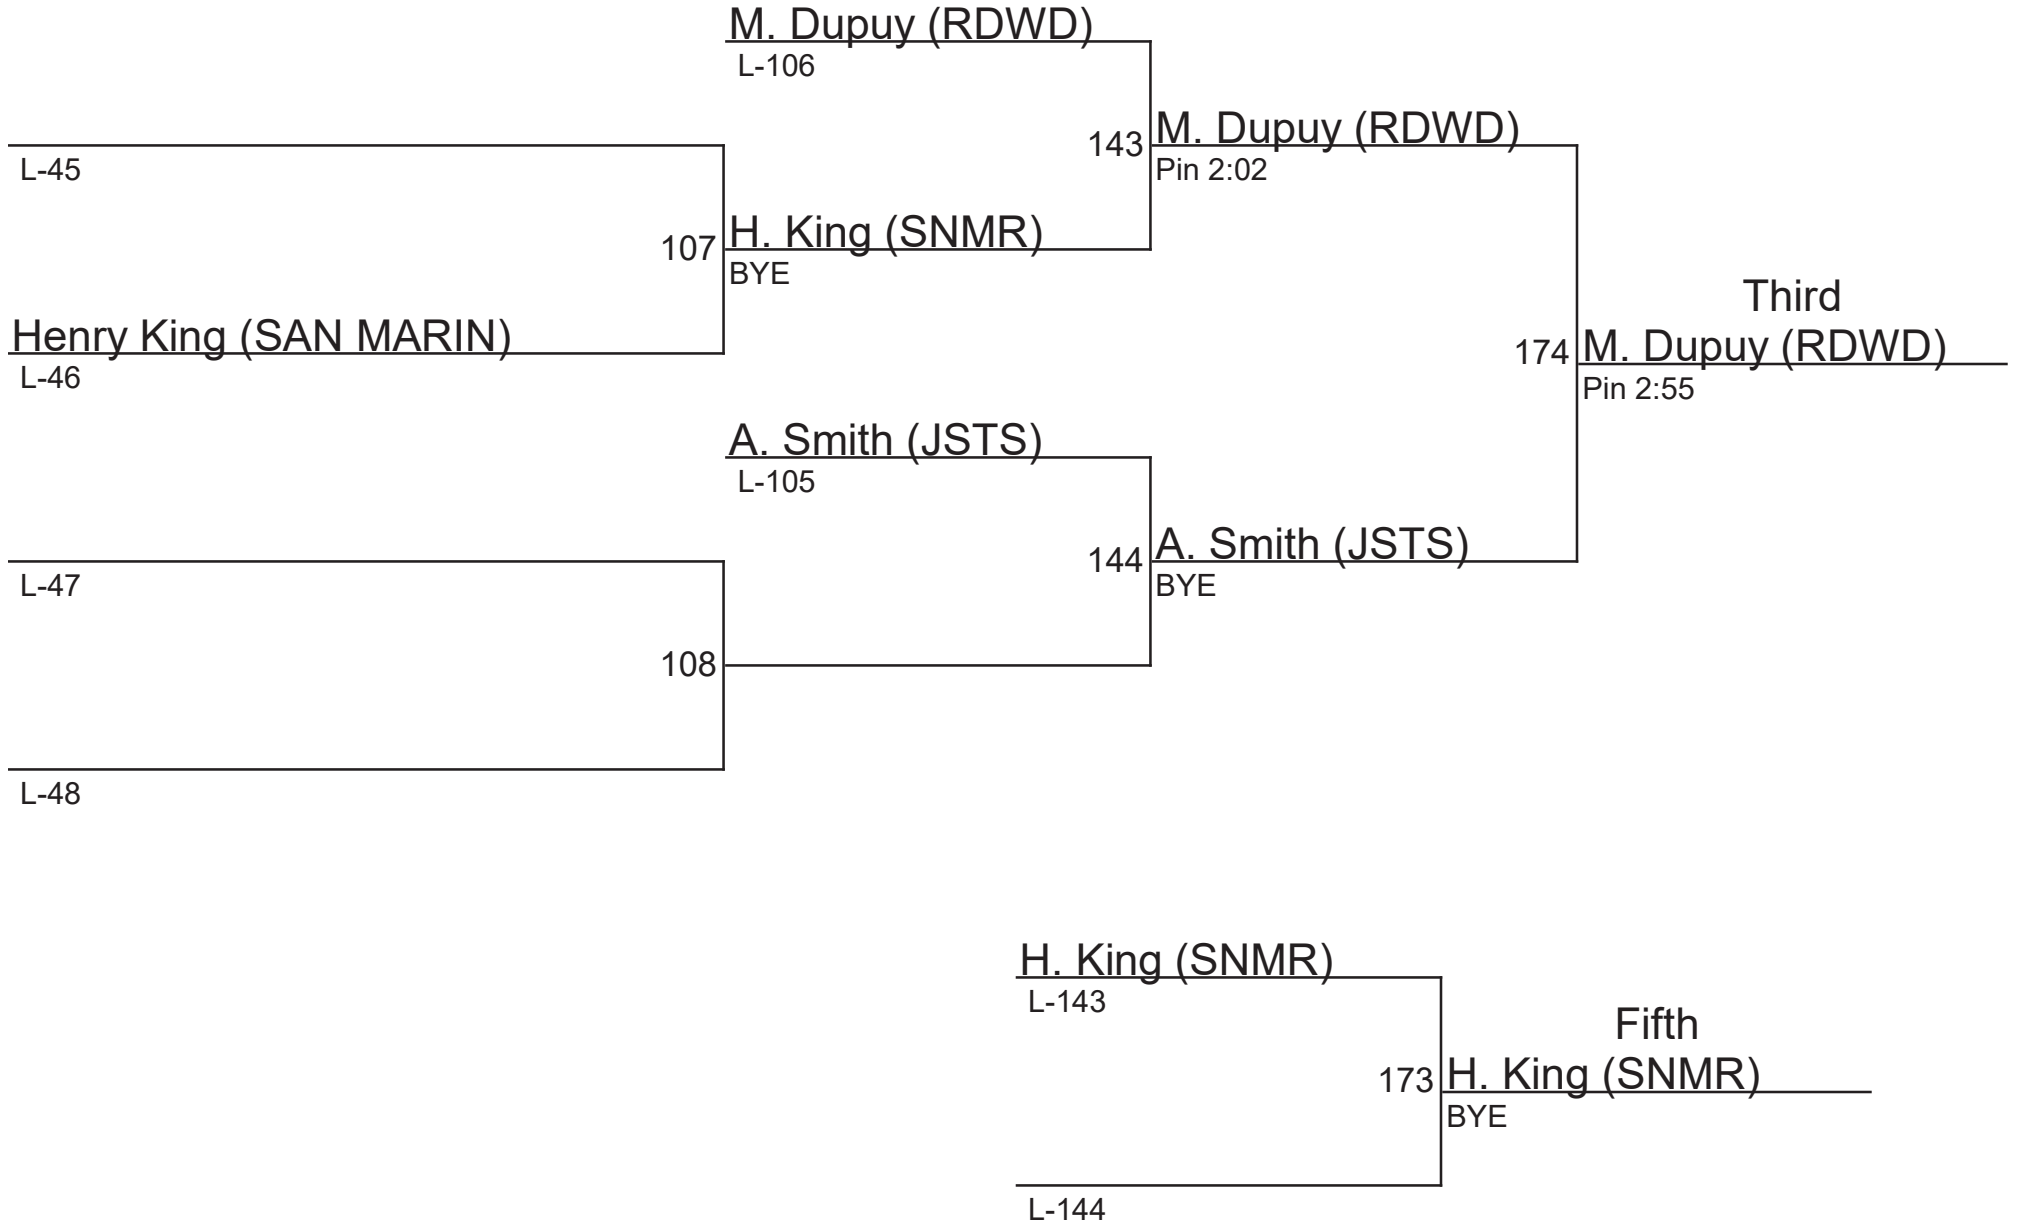 M. Dupuy (RDWD)
L-106
143
M. Dupuy (RDWD)
Pin 2:02
L-45
107
H. King (SNMR)
BYE
Henry King (SAN MARIN)
L-46
Third
174
M. Dupuy (RDWD)
Pin 2:55
A. Smith (JSTS)
L-105
144
A. Smith (JSTS)
BYE
L-47
108
L-48
H. King (SNMR)
L-143
Fifth
173
H. King (SNMR)
BYE
L-144